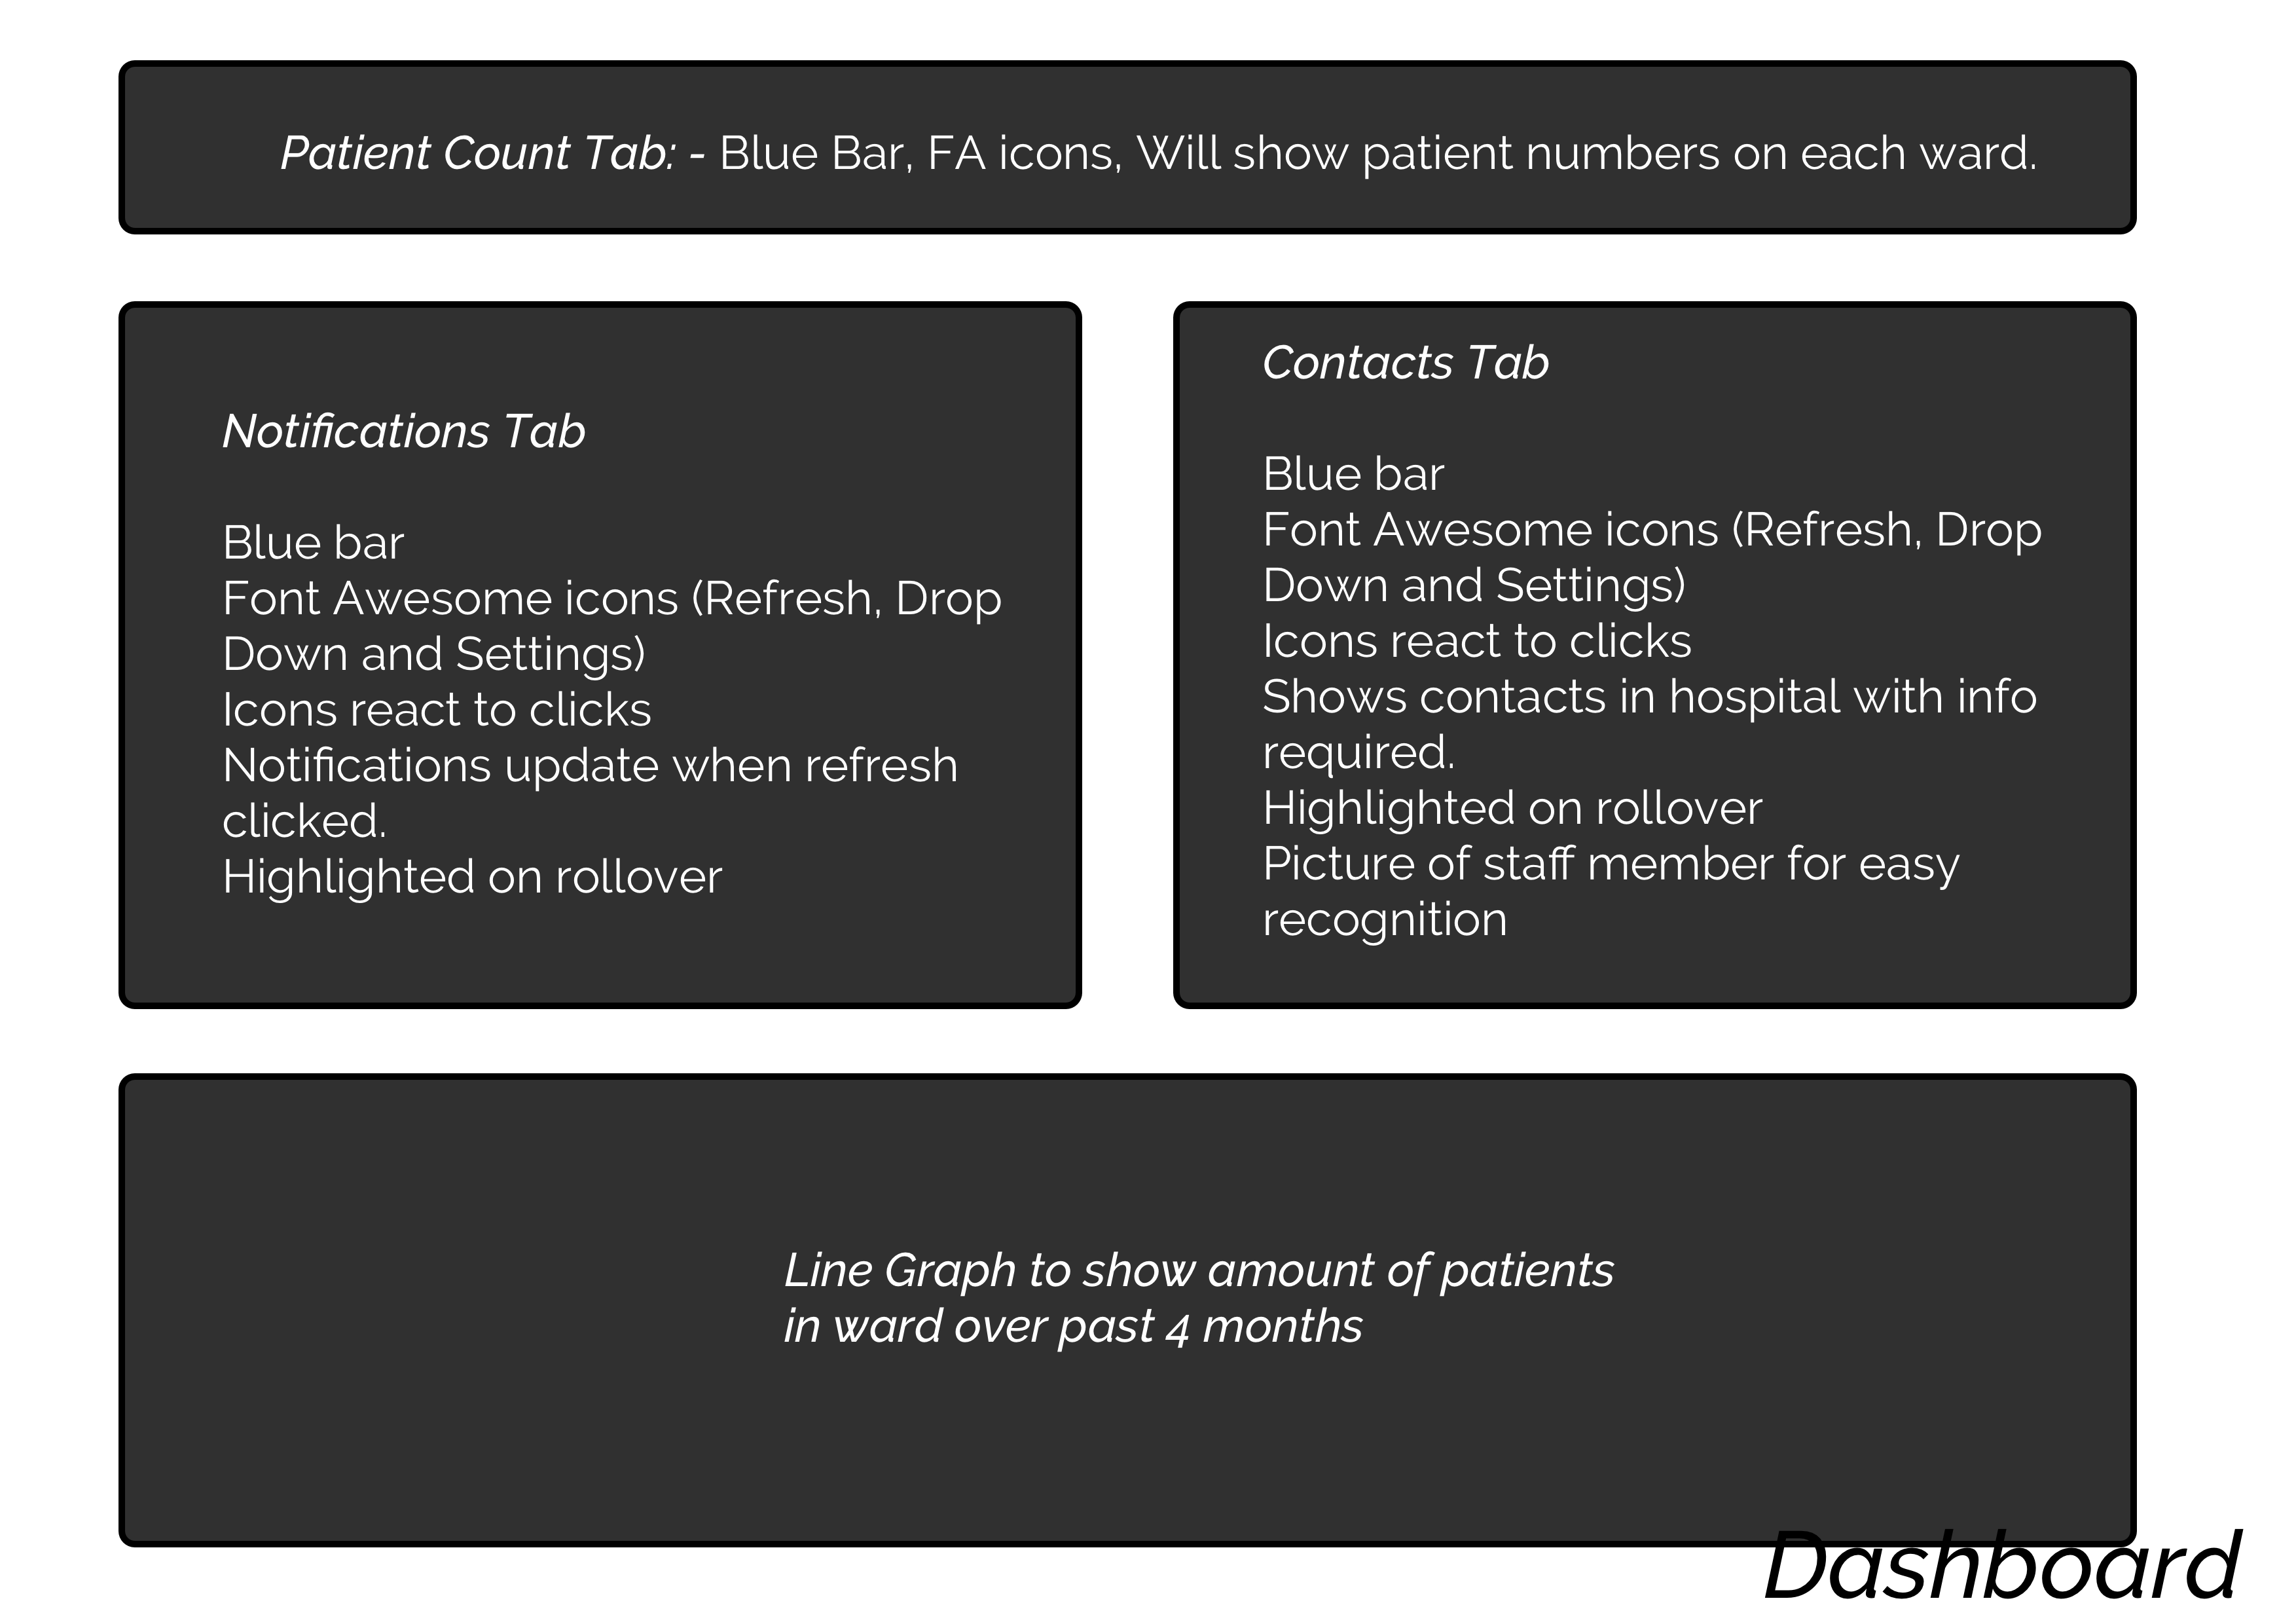 Patient Count Tab: - Blue Bar, FA icons, Will show patient numbers on each ward.
Notifications Tab
Blue bar
Font Awesome icons (Refresh, Drop
Down and Settings)
Icons react to clicks
Notifications update when refresh
clicked.
Highlighted on rollover
Contacts Tab
Blue bar
Font Awesome icons (Refresh, Drop
Down and Settings)
Icons react to clicks
Shows contacts in hospital with info
required.
Highlighted on rollover
Picture of staff member for easy
recognition
Line Graph to show amount of patients
in ward over past 4 months
Dashboard